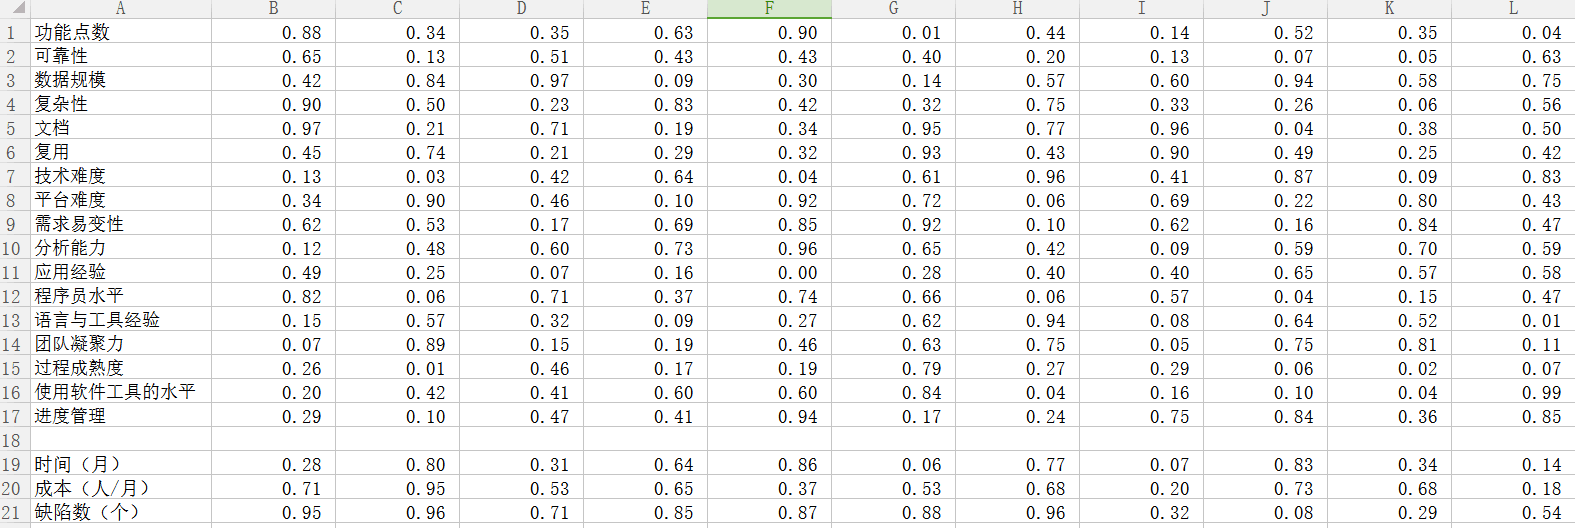 A B C D E F G H I J K L
1 功能点数 0.88 0.34 0.35 0.63 0.90 0.01 0.44 0.14 0.52 0.35 0.04
2 可靠性 0.65 0.13 0.51 0.43 0.43 0.40 0.20 0.13 0.07 0.05 0.63
3 数据规模 0.42 0.84 0.97 0.09 0.30 0.14 0.57 0.60 0.94 0.58 0.75
4 复杂性 0.90 0.50 0.23 0.83 0.42 0.32 0.75 0.33 0.26 0.06 0.56
5 文档 0.97 0.21 0.71 0.19 0.34 0.95 0.77 0.96 0.04 0.38 0.50
6 复用 0.45 0.74 0.21 0.29 0.32 0.93 0.43 0.90 0.49 0.25 0.42
7 技术难度 0.13 0.03 0.42 0.64 0.04 0.61 0.96 0.41 0.87 0.09 0.83
8 平台难度 0.34 0.90 0.46 0.10 0.92 0.72 0.06 0.69 0.22 0.80 0.43
9 需求易变性 0.62 0.53 0.17 0.69 0.85 0.92 0.10 0.62 0.16 0.84 0.47
10 分析能力 0.12 0.48 0.60 0.73 0.96 0.65 0.42 0.09 0.59 0.70 0.59
11 应用经验 0.49 0.25 0.07 0.16 0.00 0.28 0.40 0.40 0.65 0.57 0.58
12 程序员水平 0.82 0.06 0.71 0.37 0.74 0.66 0.06 0.57 0.04 0.15 0.47
13 语言与工具经验 0.15 0.57 0.32 0.09 0.27 0.62 0.94 0.08 0.64 0.52 0.01
14 团队凝聚力 0.07 0.89 0.15 0.19 0.46 0.63 0.75 0.05 0.75 0.81 0.11
15 过程成熟度 0.26 0.01 0.46 0.17 0.19 0.79 0.27 0.29 0.06 0.02 0.07
16 使用软件工具的水平 0.20 0.42 0.41 0.60 0.60 0.84 0.04 0.16 0.10 0.04 0.99
17 进度管理 0.29 0.10 0.47 0.41 0.94 0.17 0.24 0.75 0.84 0.36 0.85
18
19 时间（月） 0.28 0.80 0.31 0.64 0.86 0.06 0.77 0.07 0.83 0.34 0.14
20 成本（人/月） 0.71 0.95 0.53 0.65 0.37 0.53 0.68 0.20 0.73 0.68 0.18
21 缺陷数（个） 0.95 0.96 0.71 0.85 0.87 0.88 0.96 0.32 0.08 0.29 0.54